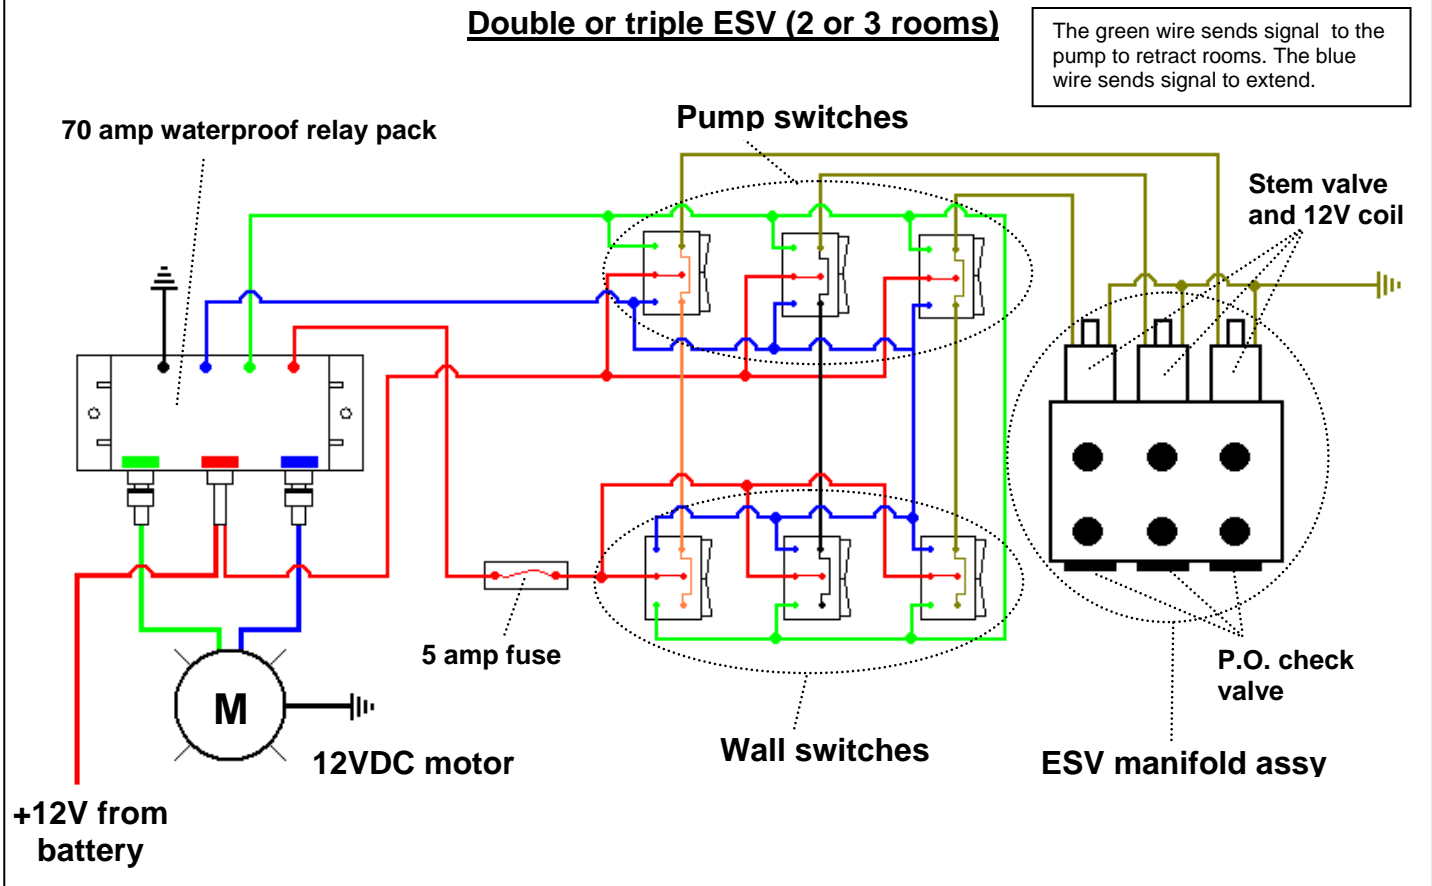 Double or triple ESV (2 or 3 rooms)
The green wire sends signal to the
pump to retract rooms. The blue
wire sends signal to extend.
70 amp waterproof relay pack
Pump switches
Stem valve
and 12V coil
5 amp fuse
M
12VDC motor
Wall switches
P.O. check
valve
ESV manifold assy
+12V from
battery